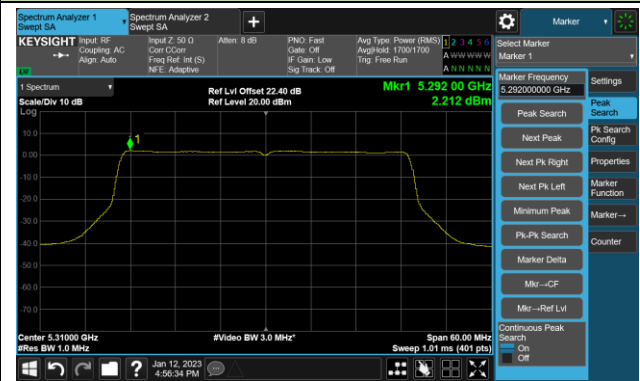 Spectrum Analyzer 1
Swept SA
Spectrum Analyzer 2
Swept SA
+
Marker
KEYSIGHT
Input: RF
Coupling: AC
Align: Auto
Input Z: 50 Ω
Corr CCorr
Freq Ref: Int (S)
NFE: Adaptive
Atten: 8 dB
PNO: Fast
Gate: Off
IF Gain: Low
Sig Track: Off
Avg Type: Power (RMS)
Avg|Hold: 1700/1700
Trig: Free Run
1 2 3 4 5 6
A W W W W W
A N N N N N
Select Marker
Marker 1
1 Spectrum
Scale/Div 10 dB
Log
Ref Lvl Offset 22.40 dB
Ref Level 20.00 dBm
Mkr1 5.292 00 GHz
2.212 dBm
10.0
0.00
-10.0
-20.0
-30.0
-40.0
-50.0
-60.0
-70.0
1
Center 5.31000 GHz
#Res BW 1.0 MHz
#Video BW 3.0 MHz*
Span 60.00 MHz
Sweep 1.01 ms (401 pts)
Marker Frequency
5.292000000 GHz
Peak Search
Next Peak
Next Pk Right
Next Pk Left
Minimum Peak
Pk-Pk Search
Marker Delta
Mkr→CF
Mkr→Ref Lvl
Continuous Peak
Search
On
Off
Settings
Peak
Search
Pk Search
Config
Properties
Marker
Function
Marker→
Counter
?
Jan 12, 2023
4:56:34 PM